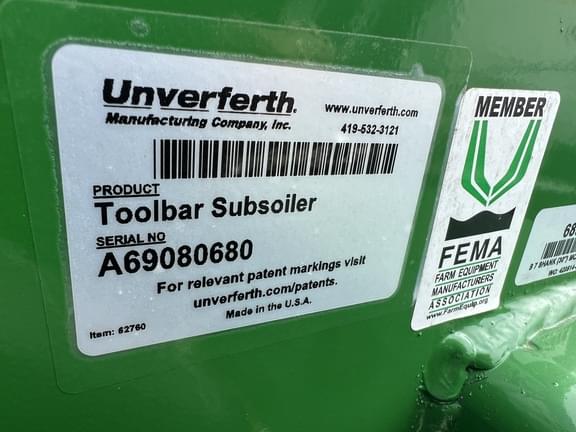 Unverferth
Manufacturing Company, Inc.
www.unverferth.com
419-532-3121
PRODUCT
Toolbar Subsoiler
SERIAL NO
A69080680
For relevant patent markings visit
unverferth.com/patents.
Made in the U.S.A.
Item: 62760
MEMBER
FEMA
FARM EQUIPMENT
MANUFACTURERS
ASSOCIATION
www.FarmEquip.org